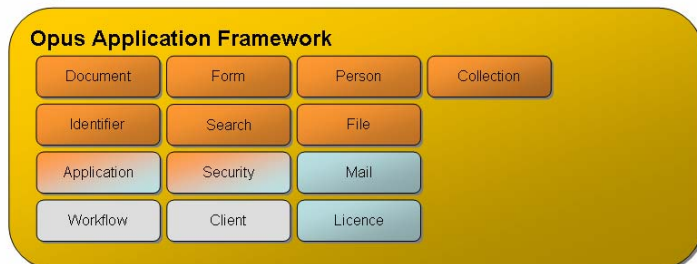 Opus Application Framework
Document Form Person Collection
Identifier Search File
Application Security Mail
Workflow Client Licence